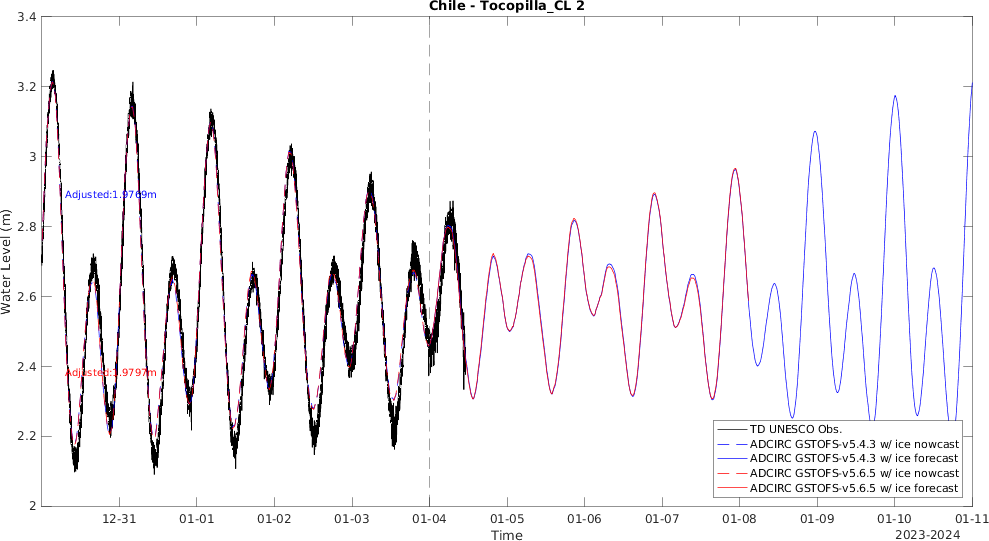 Chile - Tocopilla_CL 2
3.4
3.2
3
2.8
2.6
2.4
2.2
2
Water Level (m)
Adjusted:1.9769m
Adjusted:1.9797m
TD UNESCO Obs.
ADCIRC GSTOFS-v5.4.3 w/ ice nowcast
ADCIRC GSTOFS-v5.4.3 w/ ice forecast
ADCIRC GSTOFS-v5.6.5 w/ ice nowcast
ADCIRC GSTOFS-v5.6.5 w/ ice forecast
12-31 01-01 01-02 01-03 01-04 01-05 01-06 01-07 01-08 01-09 01-10 01-11
Time
2023-2024